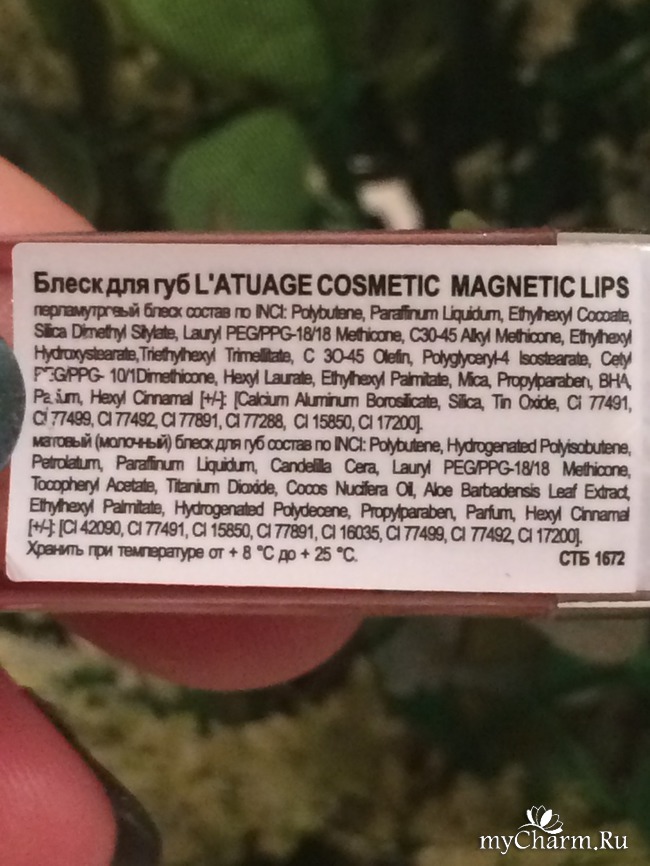 Блеск для губ L'ATUAGE COSMETIC MAGNETIC LIPS
перламутровый блеск состав по INCI: Polybutene, Paraffinum Liquidum, Ethylhexyl Cocoate,
Silica Dimethyl Silylate, Lauryl PEG/PPG-18/18 Methicone, C30-45 Alkyl Methicone, Ethylhexyl
Hydroxystearate,Triethylhexyl Trimellitate, C 30-45 Olefin, Polyglyceryl-4 Isostearate, Cetyl
PEG/PPG- 10/1Dimethicone, Hexyl Laurate, Ethylhexyl Palmitate, Mica, Propylparaben, BHA,
Parfum, Hexyl Cinnamal [+/-]: [Calcium Aluminum Borosilicate, Silica, Tin Oxide, Ci 77491,
CI 77499, CI 77492, CI 77891, CI 77288, CI 15850, CI 17200].
матовый (молочный) блеск для губ состав по INCI: Polybutene, Hydrogenated Polyisobutene,
Petrolatum, Paraffinum Liquidum, Candelilla Cera, Lauryl PEG/PPG-18/18 Methicone,
Tocopheryl Acetate, Titanium Dioxide, Cocos Nucifera Oil, Aloe Barbadensis Leaf Extract,
Ethylhexyl Palmitate, Hydrogenated Polydecene, Propylparaben, Parfum, Hexyl Cinnamal
[+/-]: [CI 42090, CI 77491, CI 15850, CI 77891, CI 16035, CI 77499, CI 77492, CI 17200].
Хранить при температуре от + 8 °C до + 25 °C. СТБ 1672
myCharm.Ru